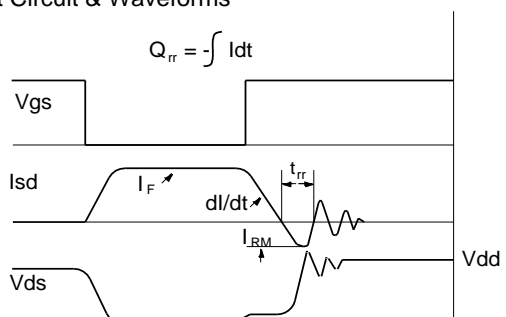 t Circuit & Waveforms
Qrr = -∫ Idt
Vgs
trr
Isd
IF
dI/dt
IRM
Vdd
Vds